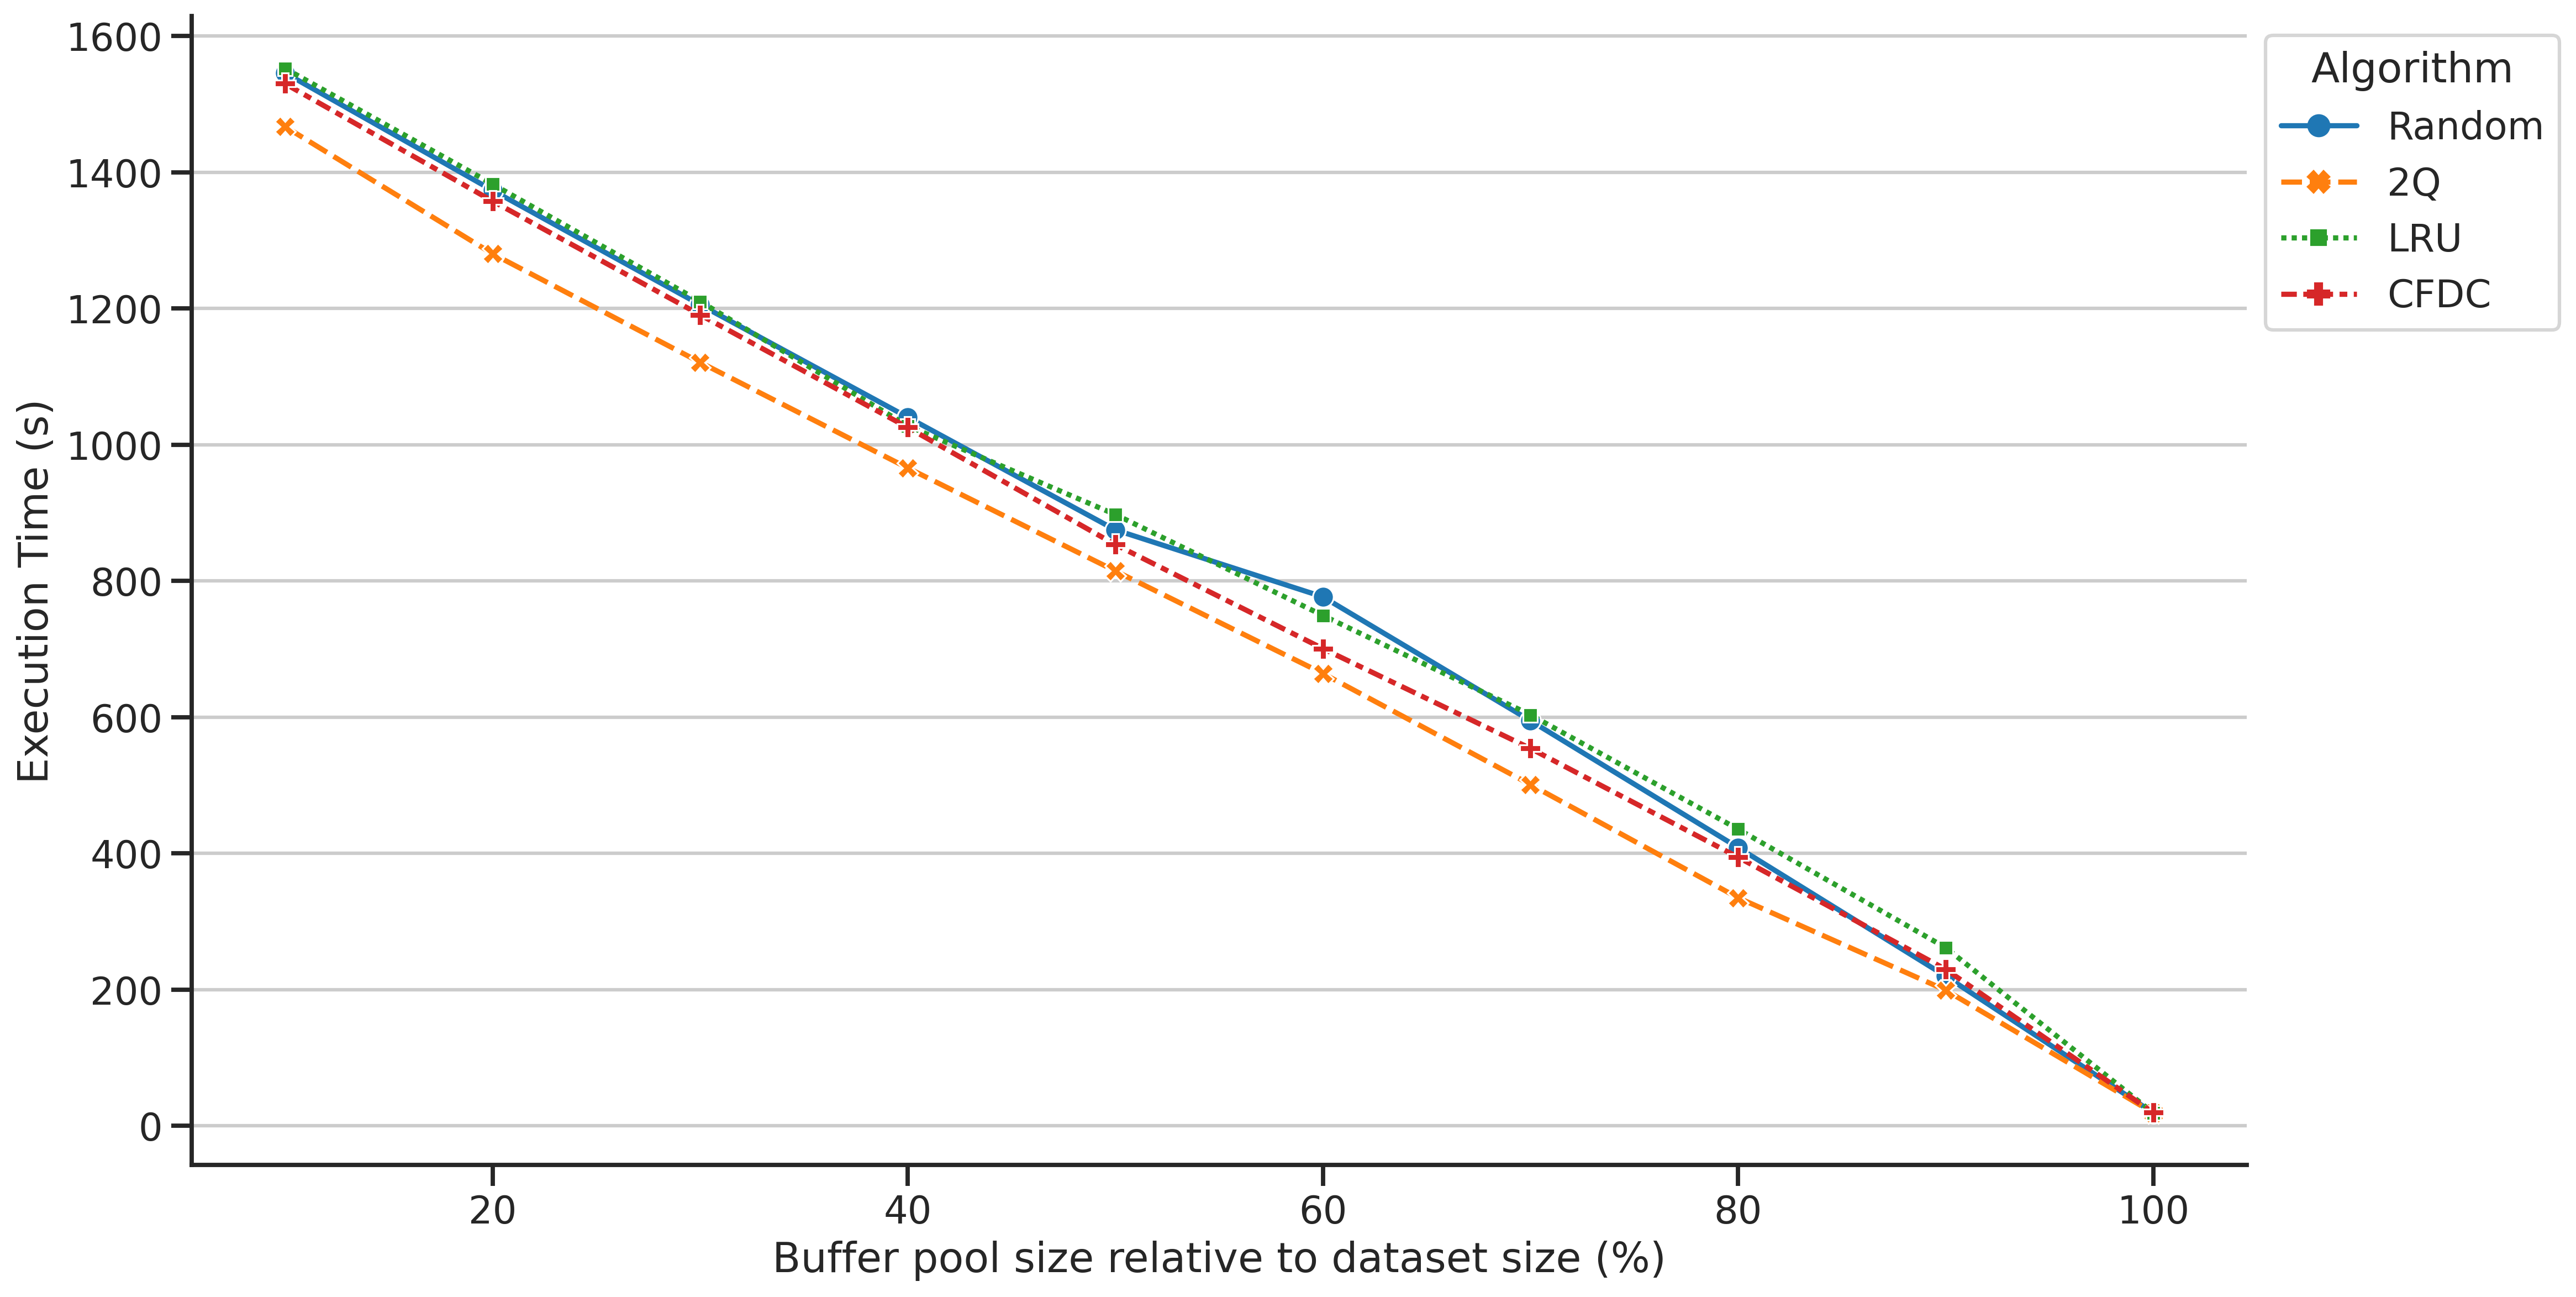 1600
1400
1200
1000
800
600
400
200
0
Execution Time (s)
20 40 60 80 100
Buffer pool size relative to dataset size (%)
Algorithm
Random
2Q
LRU
CFDC